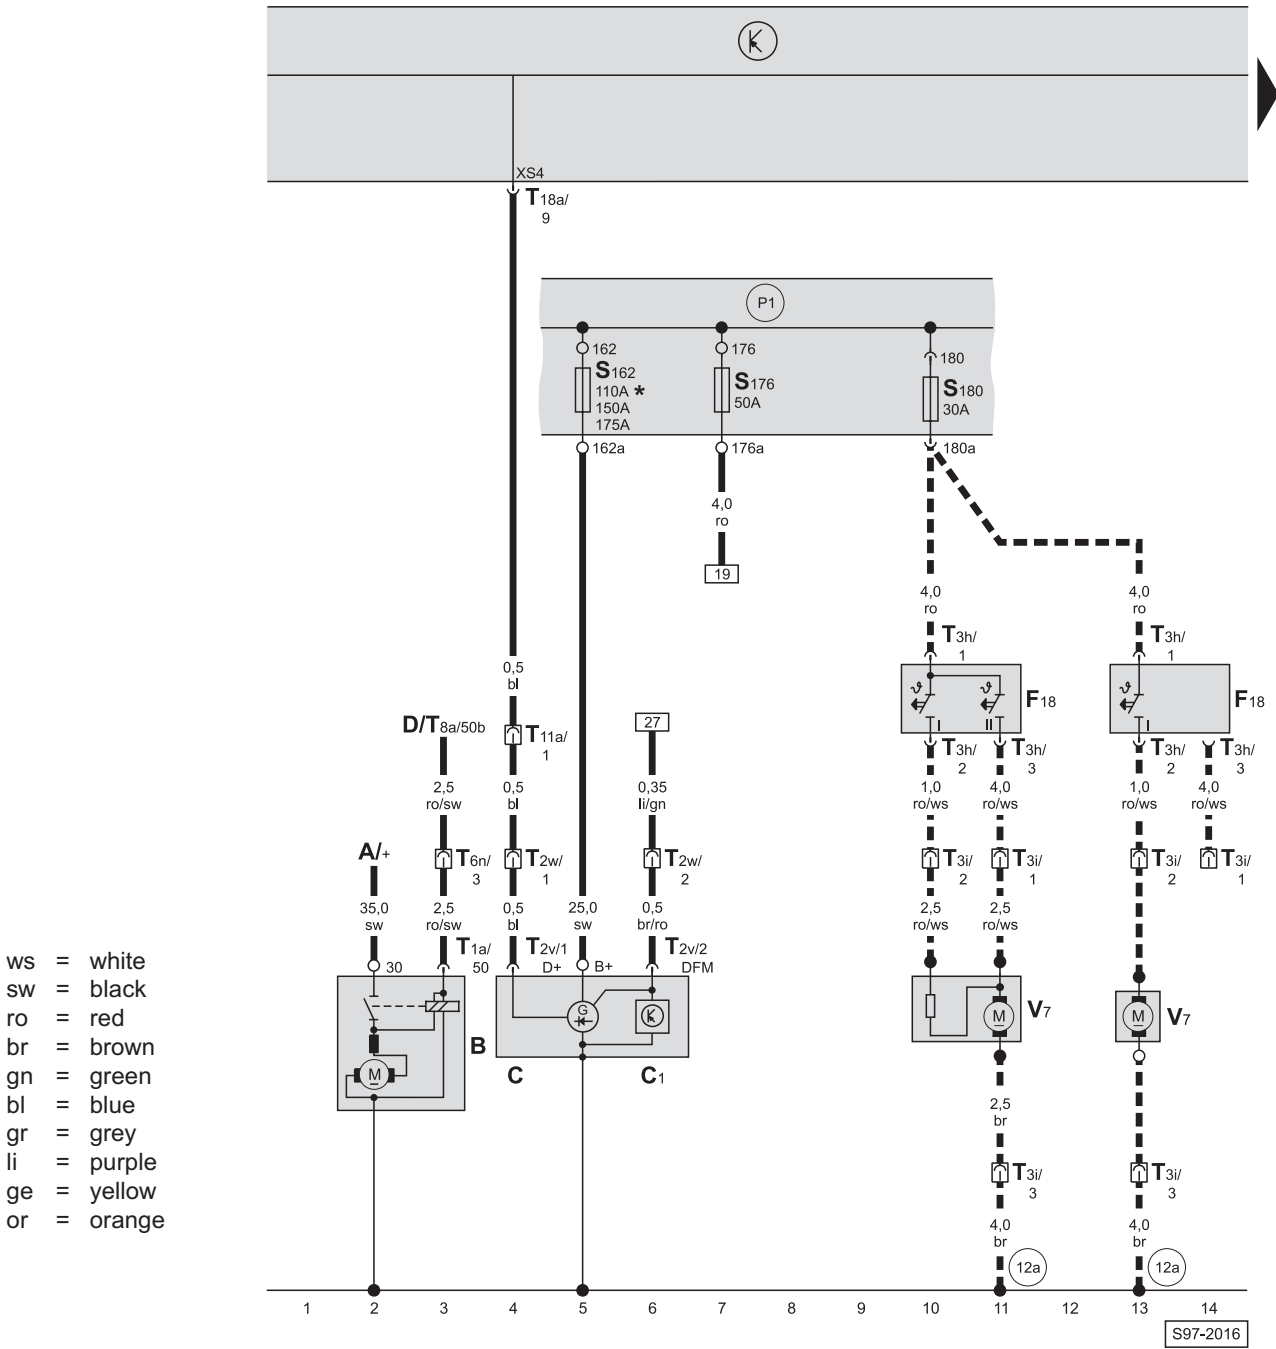 XS4
T18a/
9
P1
162
176
180
S162
110A *
150A
175A
S176
50A
S180
30A
162a
176a
180a
4,0
ro
19
4,0
ro
4,0
ro
T3h/
1
T3h/
1
0,5
bl
F18
F18
I
II
I
D/T8a/50b
T11a/
1
27
T3h/
2
T3h/
3
T3h/
2
T3h/
3
2,5
ro/sw
0,5
bl
0,35
li/gn
1,0
ro/ws
4,0
ro/ws
1,0
ro/ws
4,0
ro/ws
A/+
T6n/
3
T2w/
1
T2w/
2
T3i/
2
T3i/
1
T3i/
2
T3i/
1
35,0
sw
2,5
ro/sw
0,5
bl
25,0
sw
0,5
br/ro
2,5
ro/ws
2,5
ro/ws
30
T1a/
50
T2v/1
D+
B+
T2v/2
DFM
G
M
B
C
C1
M
V7
M
V7
ws = white
sw = black
ro = red
br = brown
gn = green
bl = blue
gr = grey
li = purple
ge = yellow
or = orange
2,5
br
T3i/
3
T3i/
3
4,0
br
4,0
br
12a
12a
1 2 3 4 5 6 7 8 9 10 11 12 13 14
S97-2016